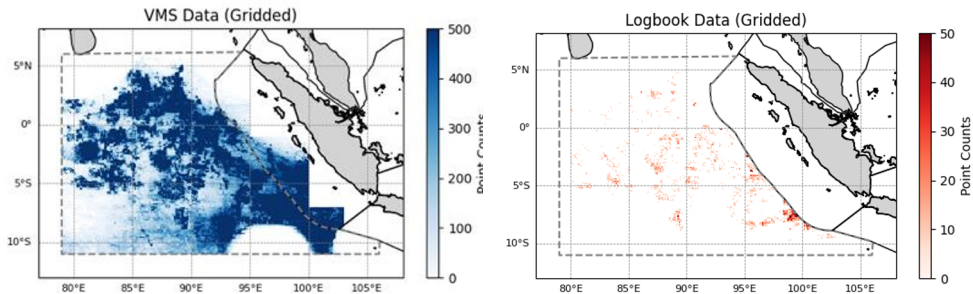 VMS Data (Gridded)
5°N
0°
5°S
10°S
80°E 85°E 90°E 95°E 100°E 105°E
500
400
300
200
100
0
Point Counts
Logbook Data (Gridded)
5°N
0°
5°S
10°S
80°E 85°E 90°E 95°E 100°E 105°E
50
40
30
20
10
0
Point Counts